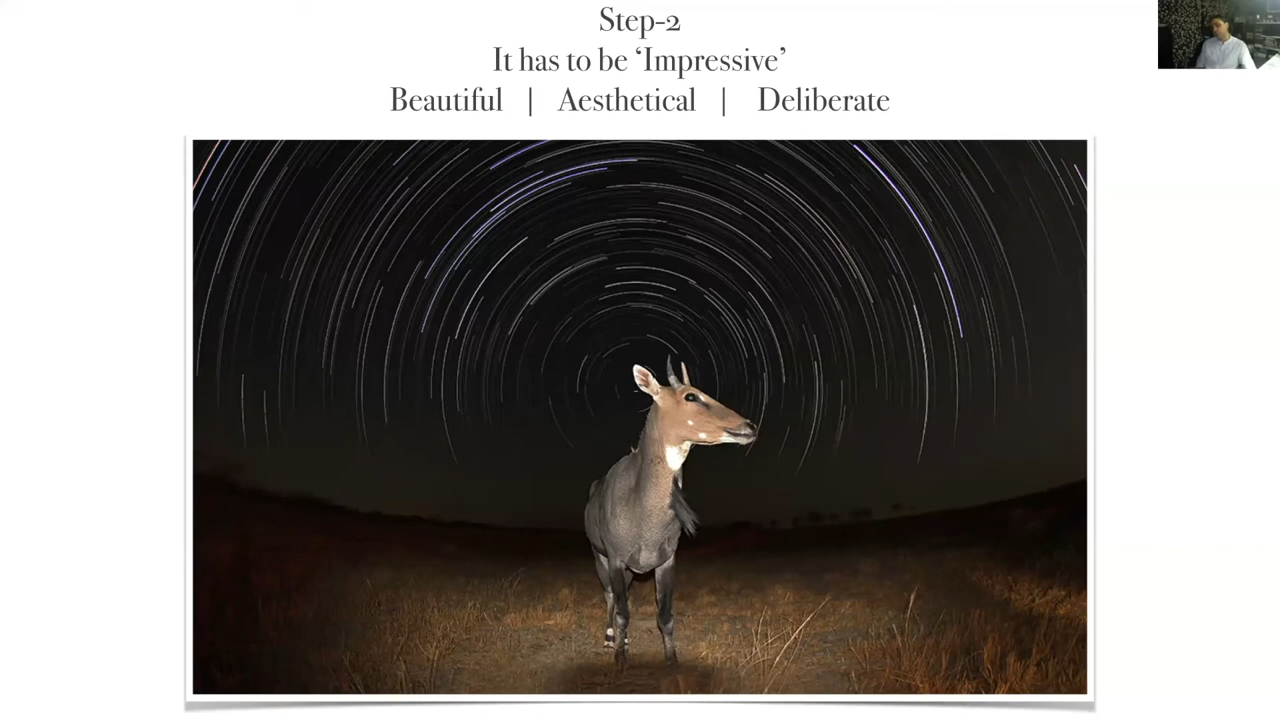 Step-2
It has to be ‘Impressive’
Beautiful | Aesthetical | Deliberate